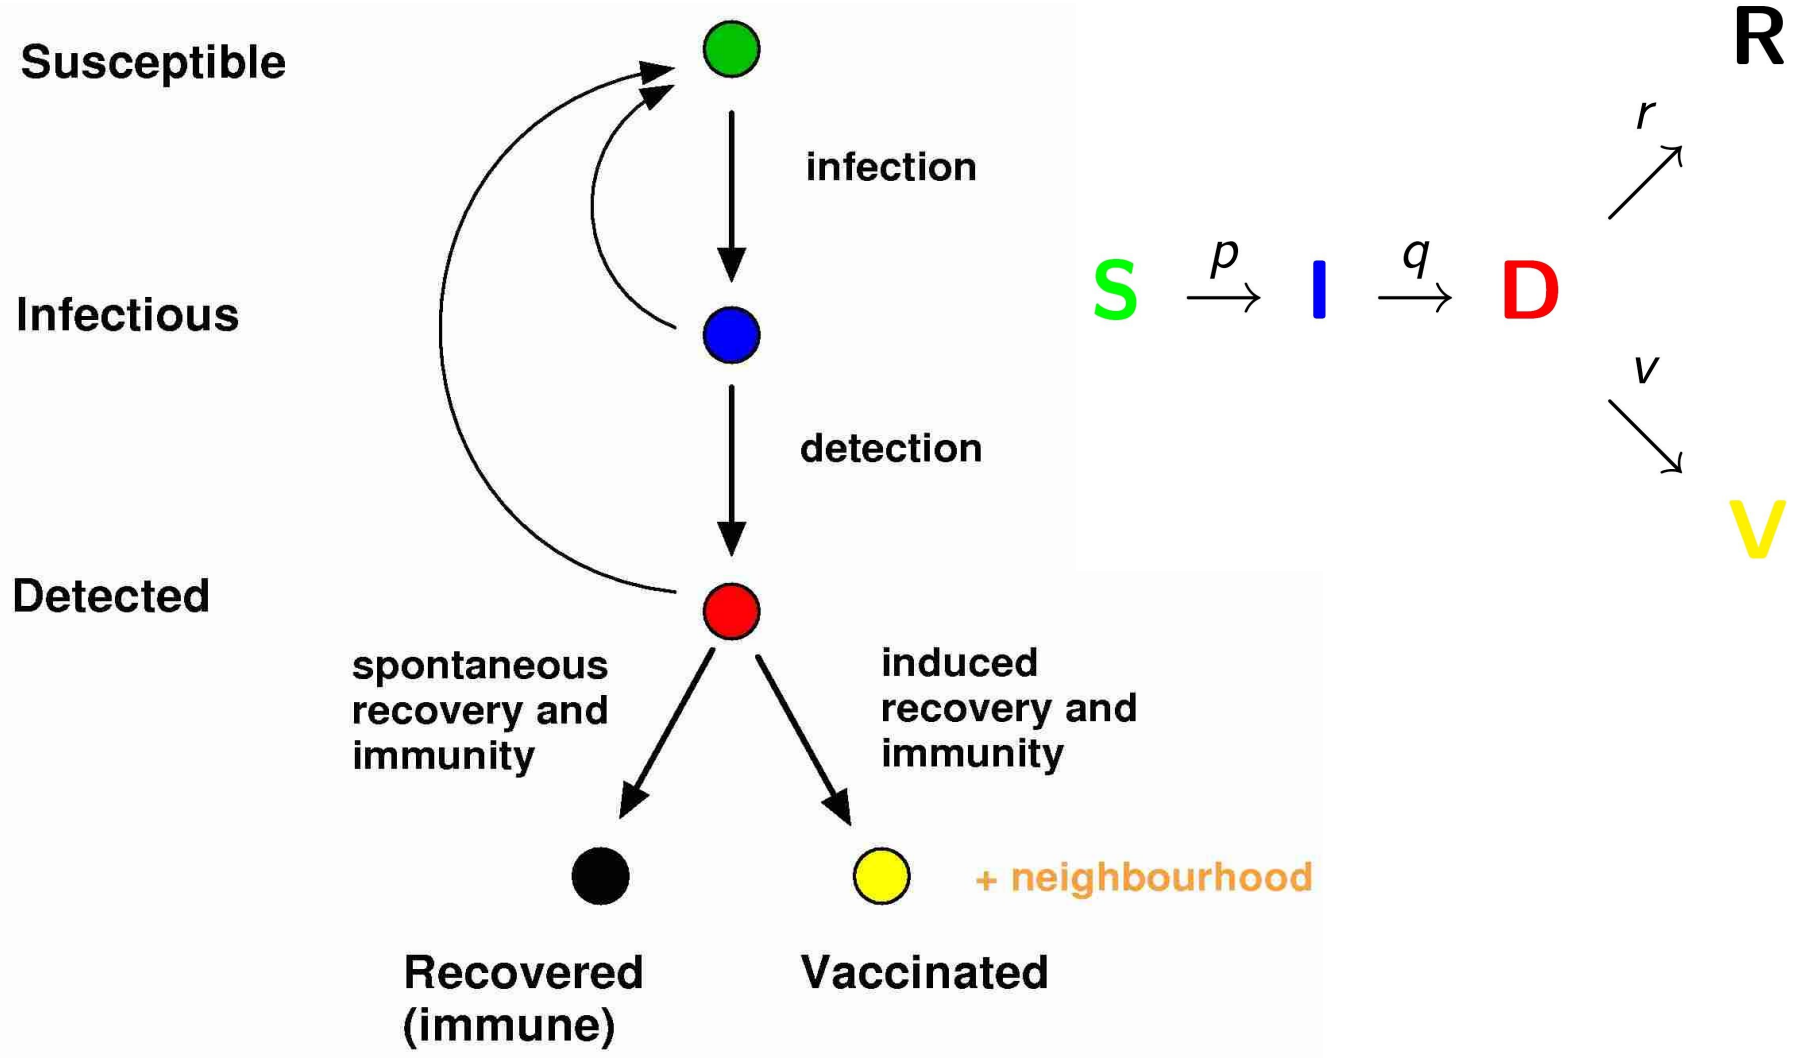 Susceptible
infection
Infectious
detection
Detected
spontaneous
recovery and
immunity
induced
recovery and
immunity
+ neighbourhood
Recovered
(immune)
Vaccinated
R
r
S p I q D
v
V